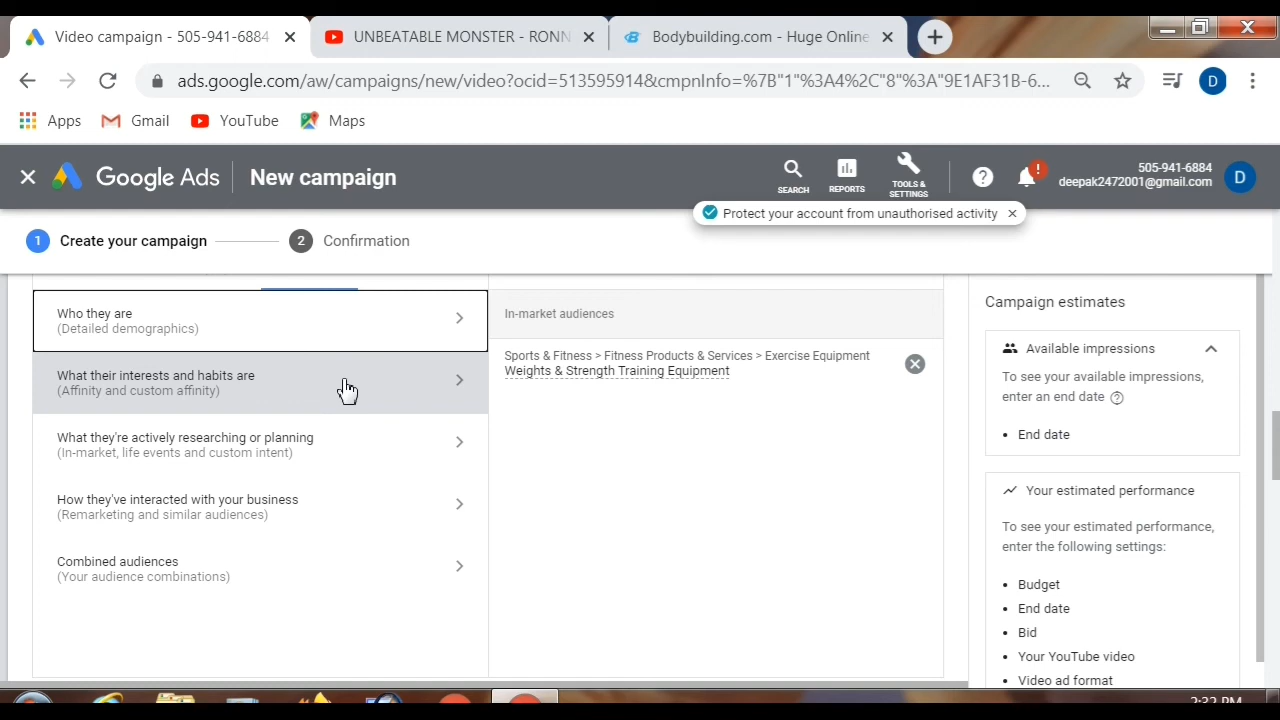 Video campaign - 505-941-6884
UNBEATABLE MONSTER - RONN
Bodybuilding.com - Huge Online
ads.google.com/aw/campaigns/new/video?ocid=513595914&cmpnInfo=%7B"1"%3A4%2C"8"%3A"9E1AF31B-6...
D
Apps
Gmail
YouTube
Maps
Google Ads
New campaign
SEARCH
REPORTS
TOOLS &
SETTINGS
505-941-6884
deepak2472001@gmail.com
D
Protect your account from unauthorised activity
1
Create your campaign
2
Confirmation
Who they are
(Detailed demographics)
What their interests and habits are
(Affinity and custom affinity)
What they're actively researching or planning
(In-market, life events and custom intent)
How they've interacted with your business
(Remarketing and similar audiences)
Combined audiences
(Your audience combinations)
In-market audiences
Sports & Fitness > Fitness Products & Services > Exercise Equipment
Weights & Strength Training Equipment
Campaign estimates
Available impressions
To see your available impressions,
enter an end date
• End date
Your estimated performance
To see your estimated performance,
enter the following settings:
• Budget
• End date
• Bid
• Your YouTube video
• Video ad format
2:32 PM